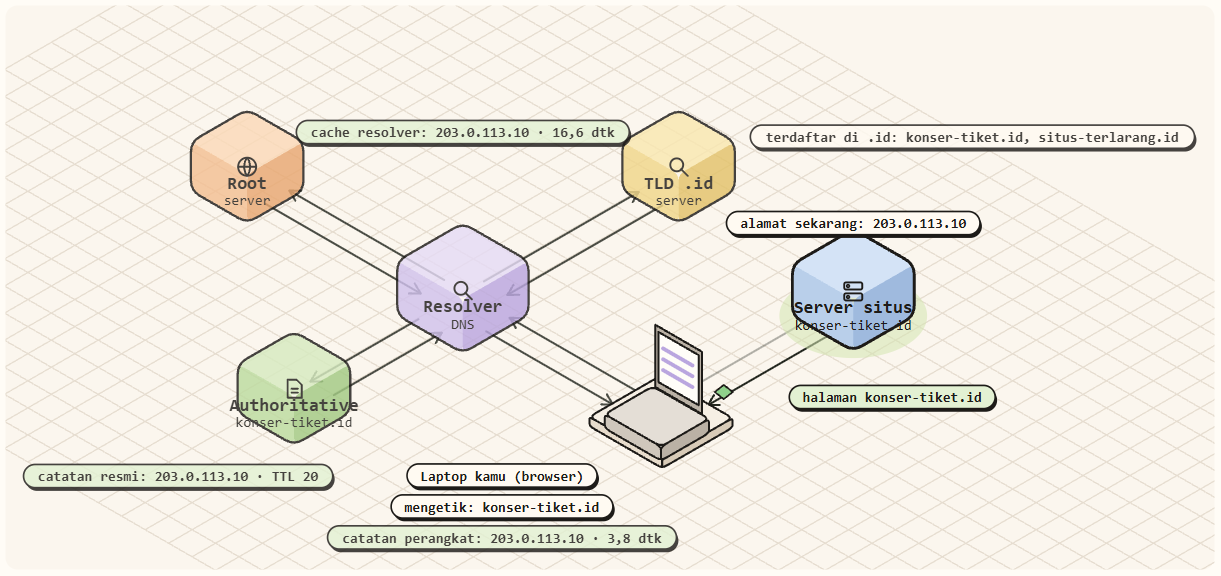 cache resolver: 203.0.113.10 · 16,6 dtk
terdaftar di .id: konser-tiket.id, situs-terlarang.id
Root
server
TLD .id
server
alamat sekarang: 203.0.113.10
Resolver
DNS
Server situs
konser-tiket.id
Authoritative
konser-tiket.id
halaman konser-tiket.id
catatan resmi: 203.0.113.10 · TTL 20
Laptop kamu (browser)
mengetik: konser-tiket.id
catatan perangkat: 203.0.113.10 · 3,8 dtk